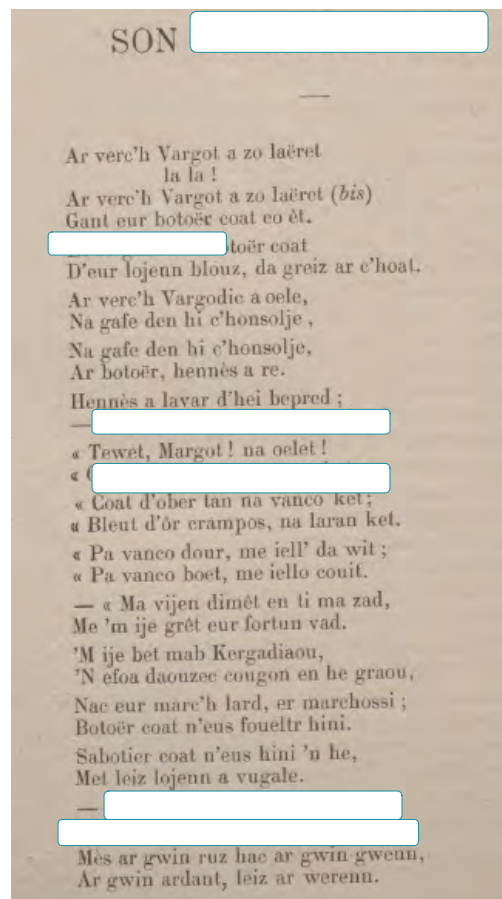 SON
Ar verc'h Vargot a zo laëret
la la !
Ar verc'h Vargot a zo laëret (bis)
Gant eur botoër coat eo èt.
toër coat
D'eur lojenn blouz, da greiz ar c'hoat.
Ar verc'h Vargodic a oele,
Na gafe den hi c'honsolje ,
Na gafe den hi c'honsolje,
Ar botoër, hennès a re.
Hennès a lavar d'hei bepred ;
—
« Tewet, Margot ! na oelet !
«
« Coat d'ober tan na vanco ket ;
« Bleut d'ôr crampos, na laran ket.
« Pa vanco dour, me iell' da wit ;
« Pa vanco boet, me iello couit.
— « Ma vijen dimêt en ti ma zad,
Me 'm ije grêt eur fortun vad.
'M ije bet mab Kergadiaou,
'N efoa daouzec cougon en he graou,
Nac eur marc'h lard, er marchossi ;
Botoër coat n'eus foueltr hini.
Sabotier coat n'eus hini 'n he,
Met leiz lojenn a vugale.
—
Mès ar gwin ruz hac ar gwin gwenn,
Ar gwin ardant, leiz ar werenn.